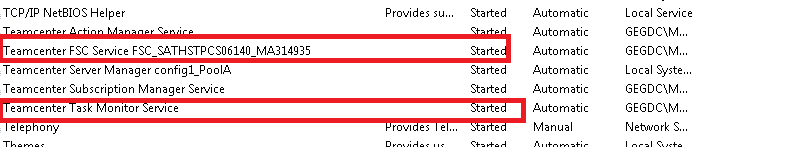 TCP/IP NetBIOS Helper Provides su... Started Automatic Local Service
Teamcenter Action Manager Service Started Automatic GEGDC\M...
Teamcenter FSC Service FSC_SATHSTPCS06140_MA314935 Started Automatic GEGDC\M...
Teamcenter Server Manager config1_PoolA Started Automatic Local Syste...
Teamcenter Subscription Manager Service Started Automatic GEGDC\M...
Teamcenter Task Monitor Service Started Automatic GEGDC\M...
Telephony Provides Tel... Started Manual Network S...
Themes Provides us... Started Automatic Local Syste...